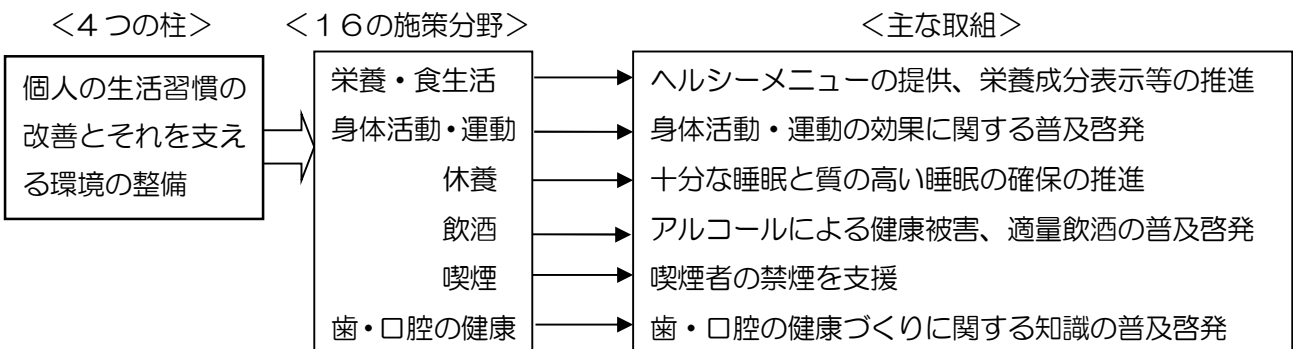 ＜４つの柱＞
＜１６の施策分野＞
＜主な取組＞
個人の生活習慣の
改善とそれを支え
る環境の整備
栄養・食生活
ヘルシーメニューの提供、栄養成分表示等の推進
身体活動・運動
身体活動・運動の効果に関する普及啓発
休養
十分な睡眠と質の高い睡眠の確保の推進
飲酒
アルコールによる健康被害、適量飲酒の普及啓発
喫煙
喫煙者の禁煙を支援
歯・口腔の健康
歯・口腔の健康づくりに関する知識の普及啓発